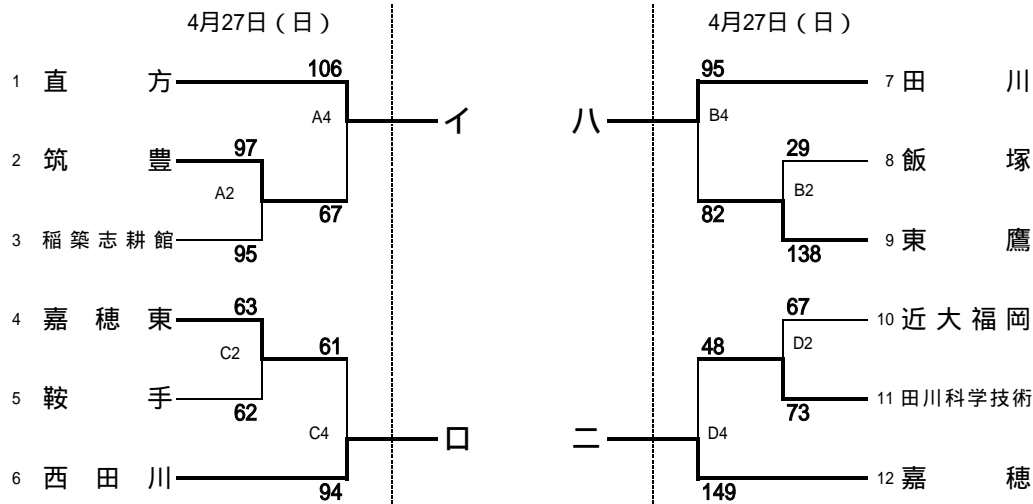 4月27日（日）
1 直方 106
A4 イ
2 筑豊 97
A2
67
3 稲築志耕館 95
4 嘉穂東 63
C2 61
5 鞍手 62
C4 ロ
6 西田川 94
4月27日（日）
95 7 田川
ハ B4
29 8 飯塚
B2
82
138 9 東鷹
67 10 近大福岡
48 D2
73 11 田川科学技術
ニ D4
149 12 嘉穂